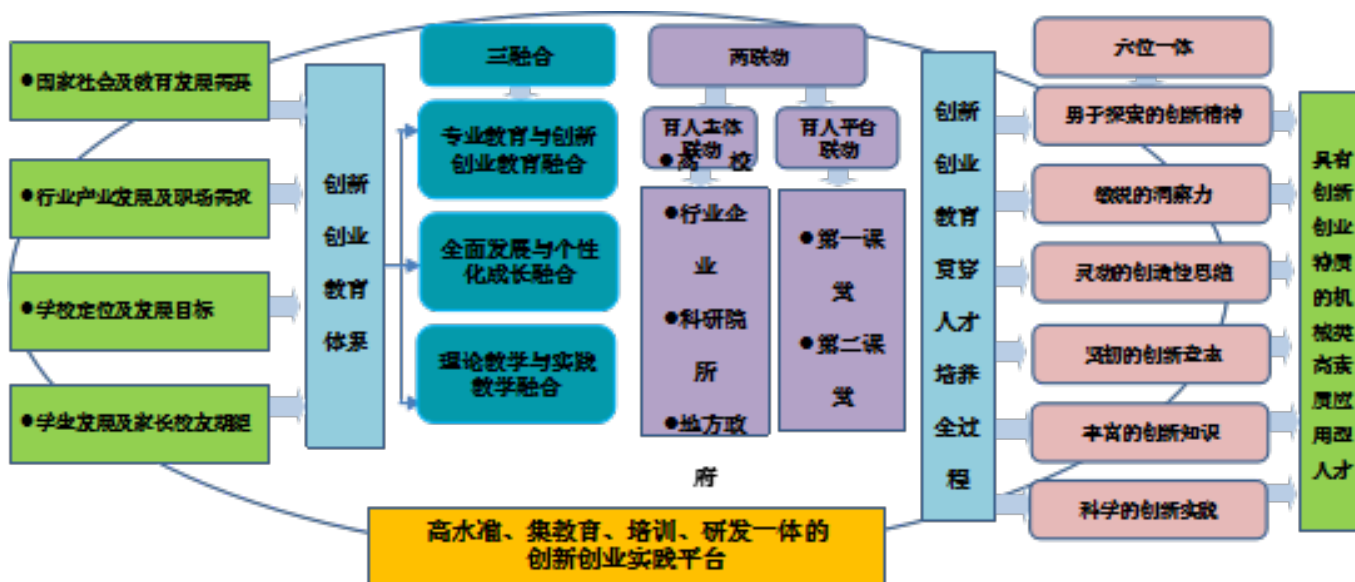 国家社会及教育发展需要
行业产业发展及职场需求
学校定位及发展目标
学生发展及家长校友期望
创新
创业
教育
体系
三融合
专业教育与创新
创业教育融合
全面发展与个性
化成长融合
理论教学与实践
教学融合
两联动
育人主体
联动
育人平台
联动
●高 校
●行业企
业
●科研院
所
●地方政
府
●第一课
堂
●第二课
堂
创新
创业
教育
贯穿
人才
培养
全过
程
六位一体
勇于探索的创新精神
敏锐的洞察力
灵动的创造性思维
坚韧的创新意志
丰富的创新知识
科学的创新实践
具有
创新
创业
特质
的机
械类
高素
质应
用型
人才
高水准、集教育、培训、研发一体的
创新创业实践平台